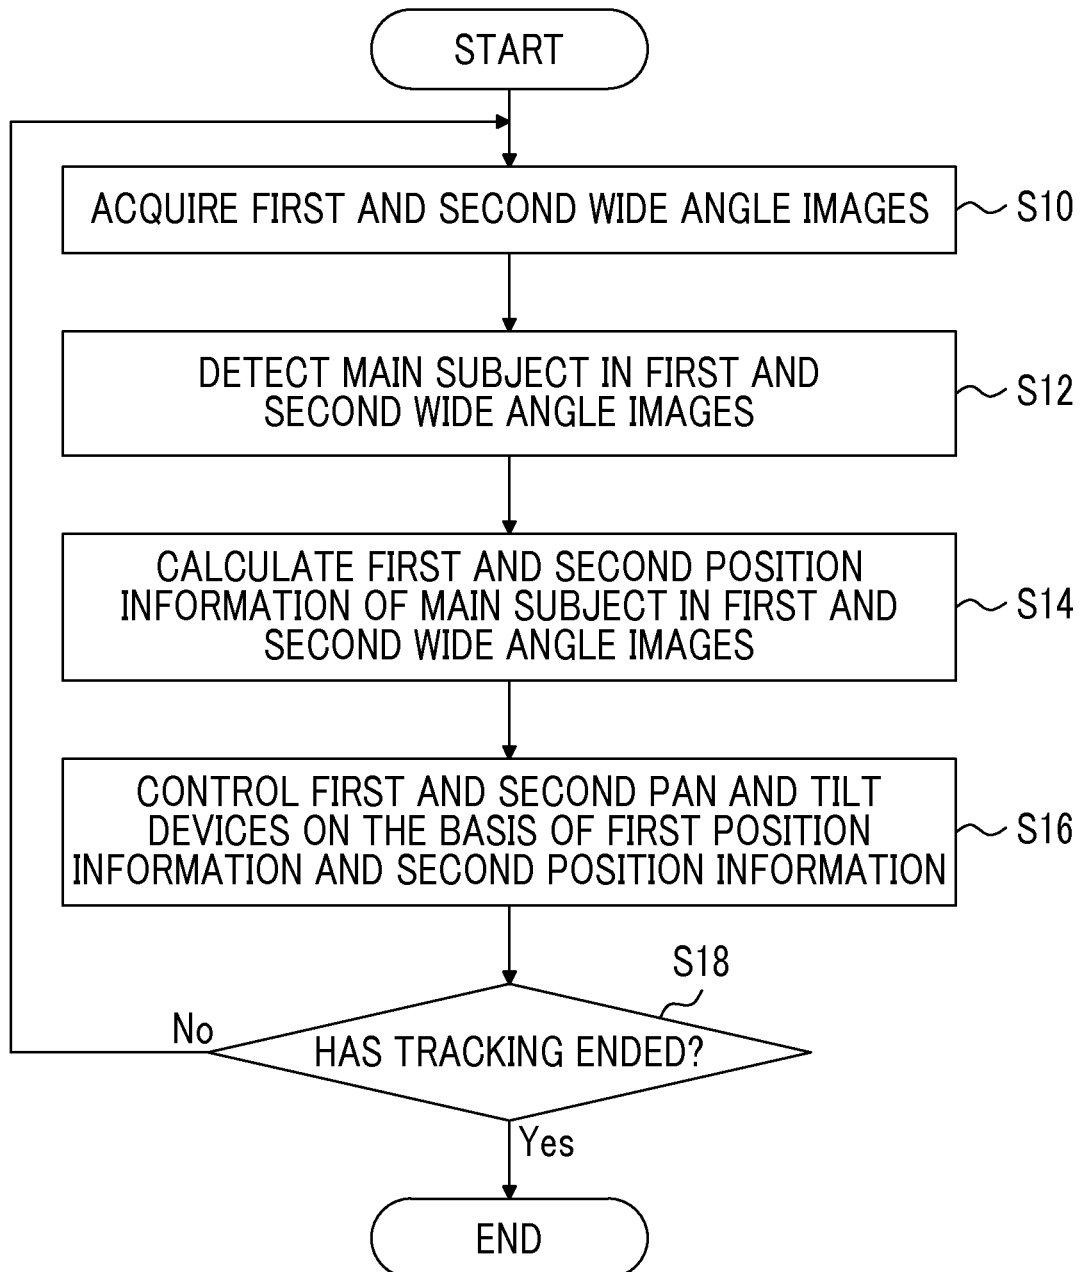 START
ACQUIRE FIRST AND SECOND WIDE ANGLE IMAGES
S10
DETECT MAIN SUBJECT IN FIRST AND
SECOND WIDE ANGLE IMAGES
S12
CALCULATE FIRST AND SECOND POSITION
INFORMATION OF MAIN SUBJECT IN FIRST AND
SECOND WIDE ANGLE IMAGES
S14
CONTROL FIRST AND SECOND PAN AND TILT
DEVICES ON THE BASIS OF FIRST POSITION
INFORMATION AND SECOND POSITION INFORMATION
S16
S18
No
HAS TRACKING ENDED?
Yes
END